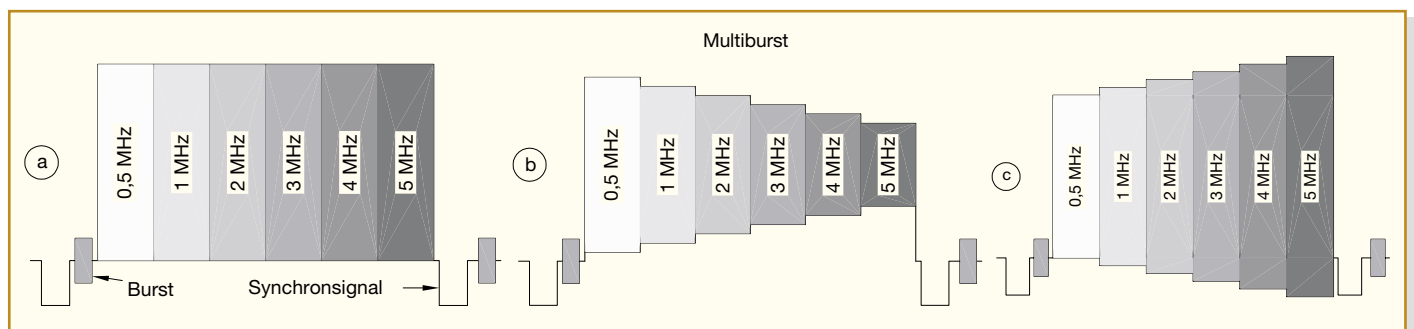 Multiburst
a
0,5 MHz
1 MHz
2 MHz
3 MHz
4 MHz
5 MHz
Burst
Synchronsignal
b
0,5 MHz
1 MHz
2 MHz
3 MHz
4 MHz
5 MHz
c
0,5 MHz
1 MHz
2 MHz
3 MHz
4 MHz
5 MHz